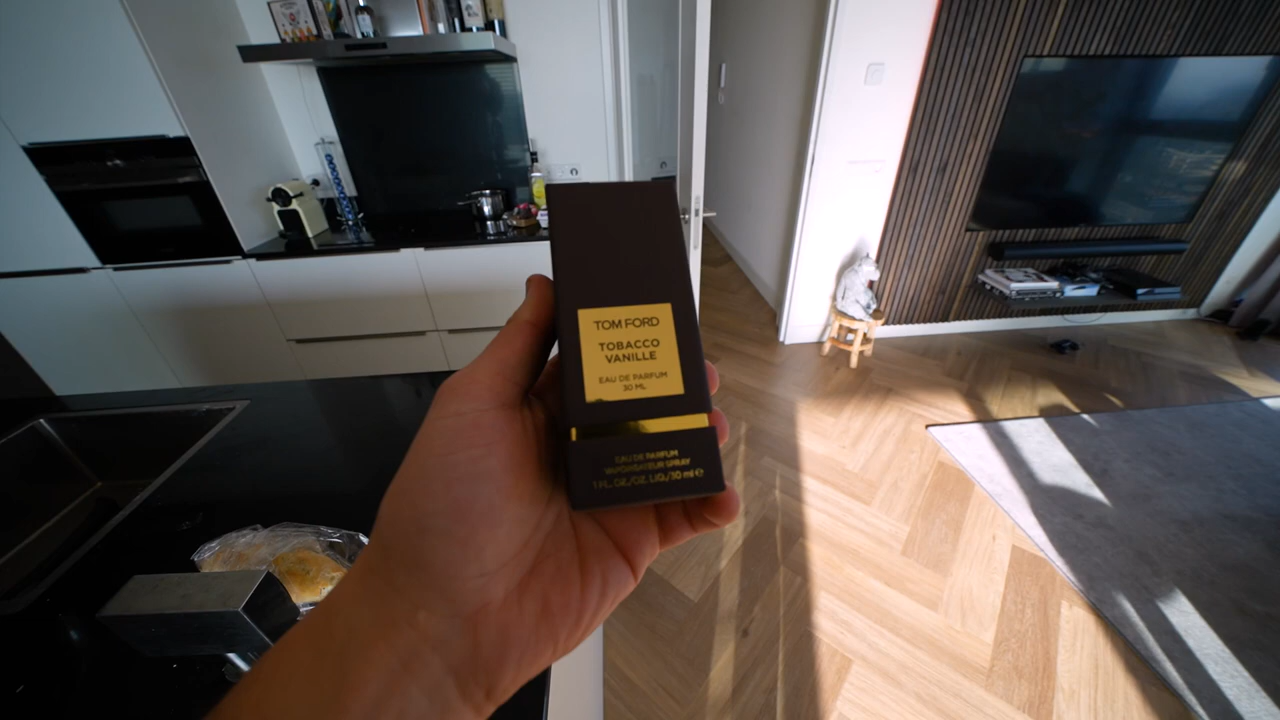 TOM FORD
TOBACCO
VANILLE
EAU DE PARFUM
30 ML
EAU DE PARFUM
VAPORISATEUR SPRAY
1 FL. OZ./OZ. LIQ./30 ml ℮